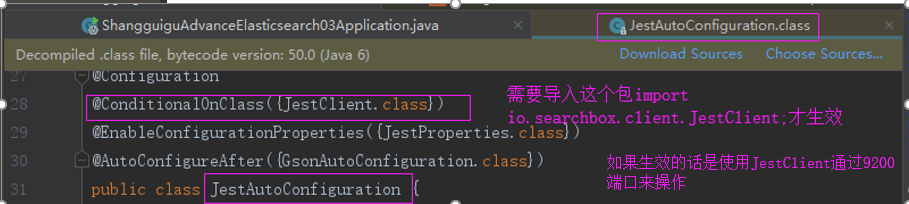 ShangguiguAdvanceElasticsearch03Application.java
JestAutoConfiguration.class
Decompiled .class file, bytecode version: 50.0 (Java 6)
Download Sources
Choose Sources...
27
@Configuration
28
@ConditionalOnClass({JestClient.class})
需要导入这个包import
io.searchbox.client.JestClient;才生效
29
@EnableConfigurationProperties({JestProperties.class})
30
@AutoConfigureAfter({GsonAutoConfiguration.class})
如果生效的话是使用JestClient通过9200
端口来操作
31
public class JestAutoConfiguration {